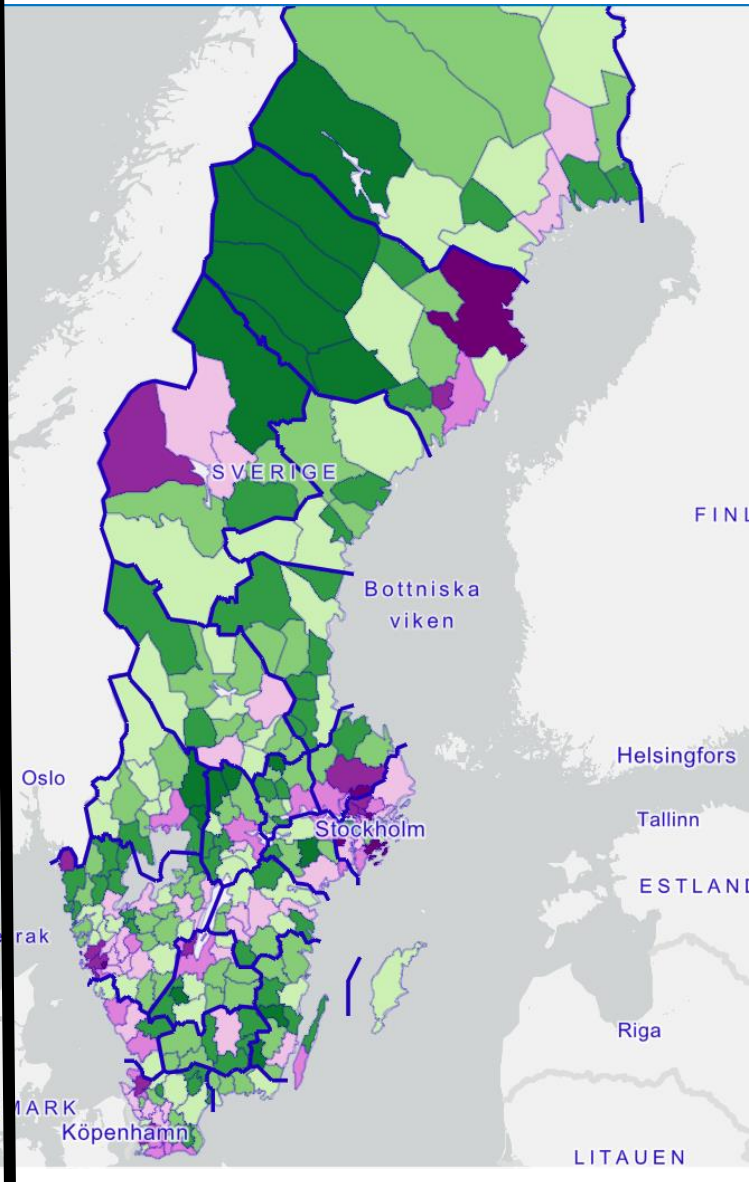 SVERIGE
FINL
Bottniska
viken
Helsingfors
Oslo
Tallinn
Stockholm
ESTLAND
rak
Riga
MARK
Köpenhamn
LITAUEN